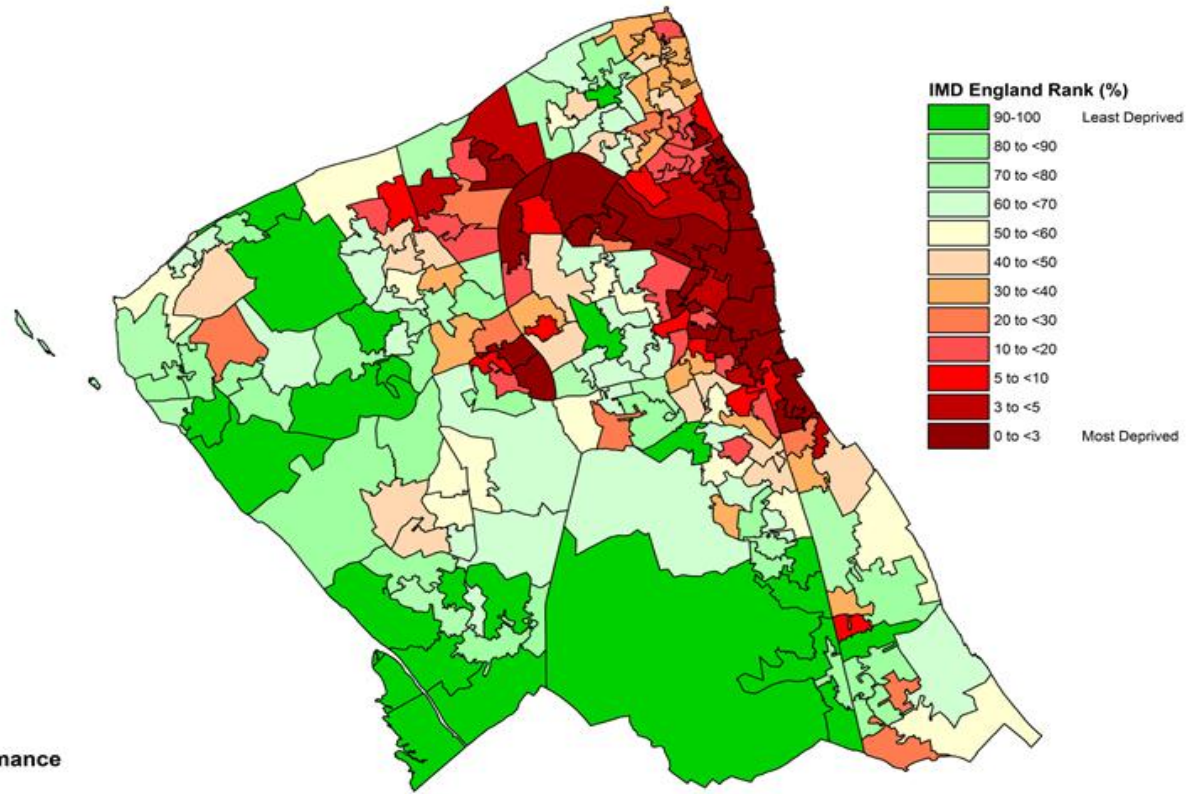 IMD England Rank (%)
90-100 Least Deprived
80 to <90
70 to <80
60 to <70
50 to <60
40 to <50
30 to <40
20 to <30
10 to <20
5 to <10
3 to <5
0 to <3 Most Deprived
mance